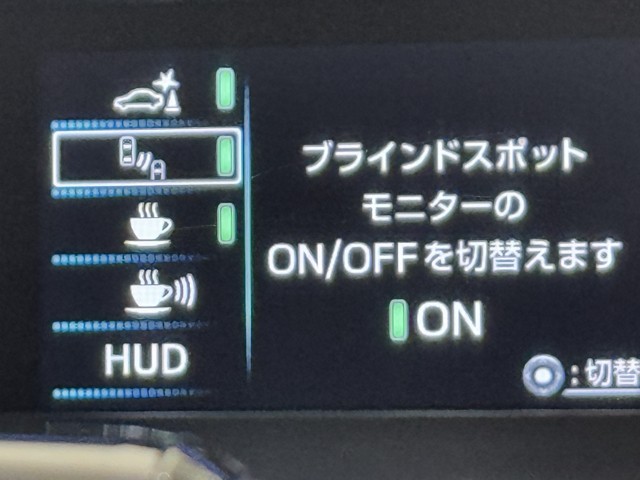 HUD
ブラインドスポット
モニターの
ON/OFFを切替えます
ON
:切替